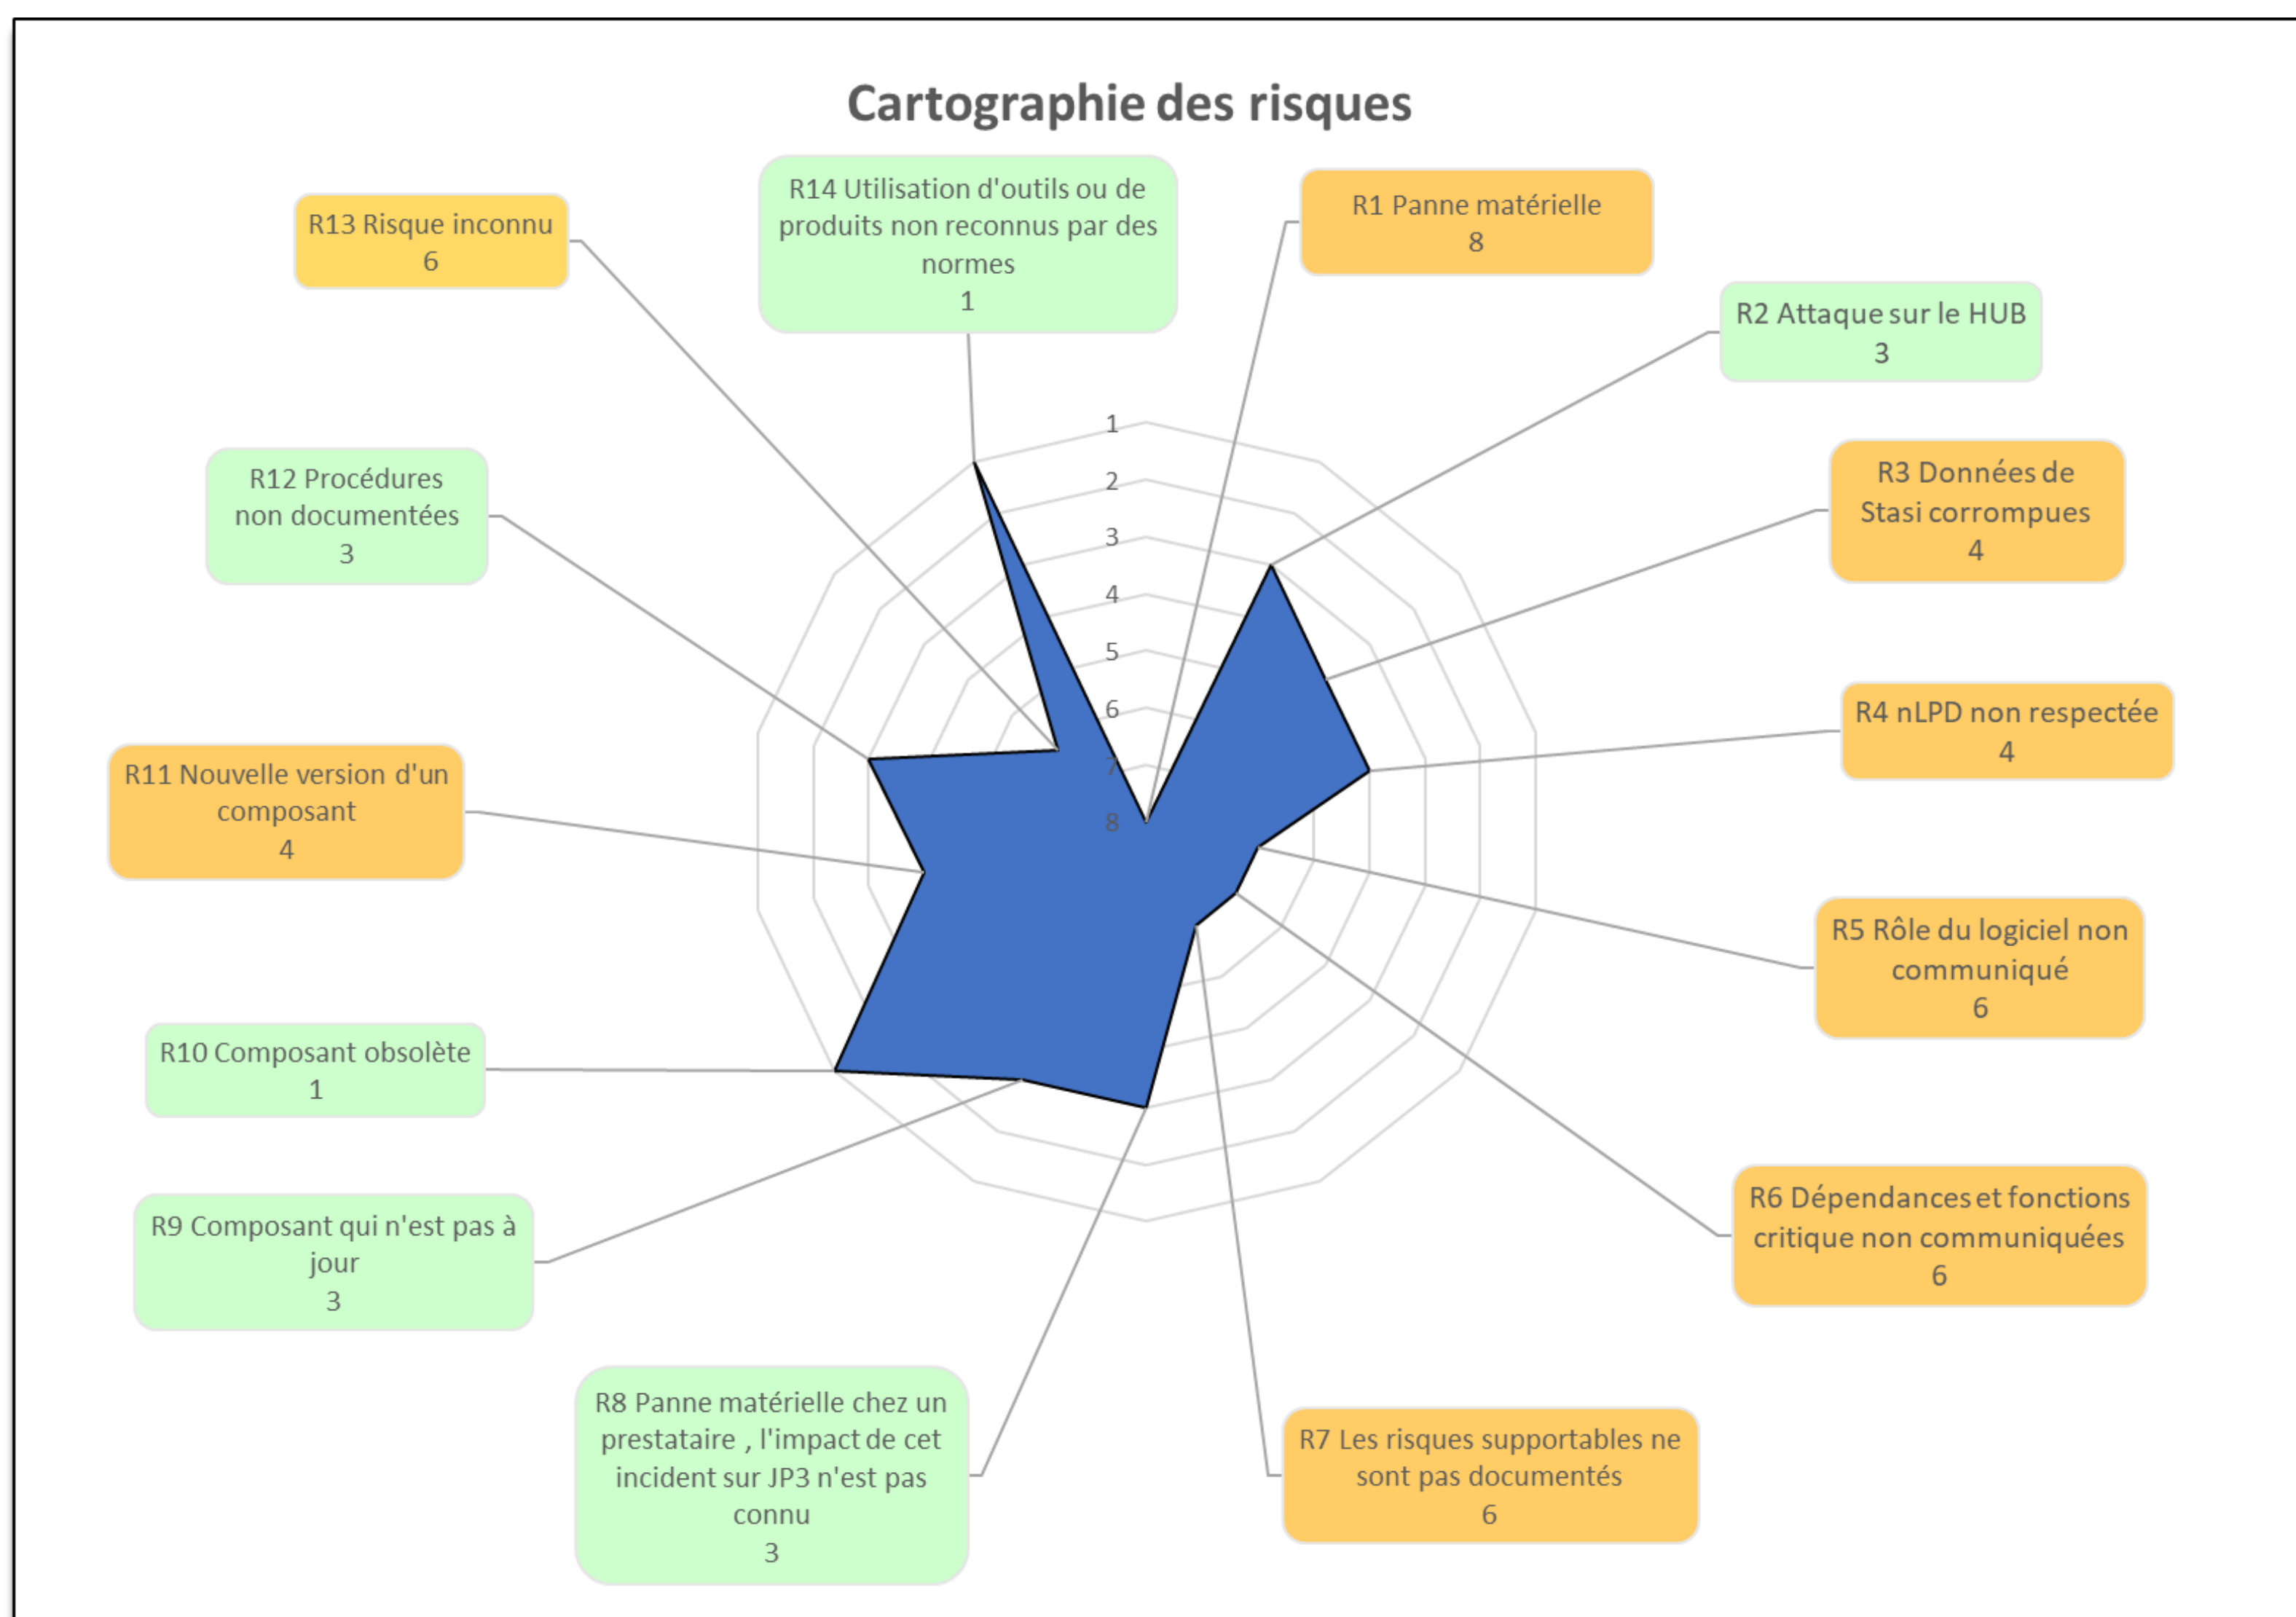 Cartographie des risques
R14 Utilisation d'outils ou de
produits non reconnus par des
normes
1
R1 Panne matérielle
8
R13 Risque inconnu
6
R2 Attaque sur le HUB
3
R3 Données de
Stasi corrompues
4
R12 Procédures
non documentées
3
1
2
3
4
5
6
7
8
R4 nLPD non respectée
4
R11 Nouvelle version d'un
composant
4
R5 Rôle du logiciel non
communiqué
6
R10 Composant obsolète
1
R6 Dépendances et fonctions
critique non communiquées
6
R9 Composant qui n'est pas à
jour
3
R8 Panne matérielle chez un
prestataire , l'impact de cet
incident sur JP3 n'est pas
connu
3
R7 Les risques supportables ne
sont pas documentés
6